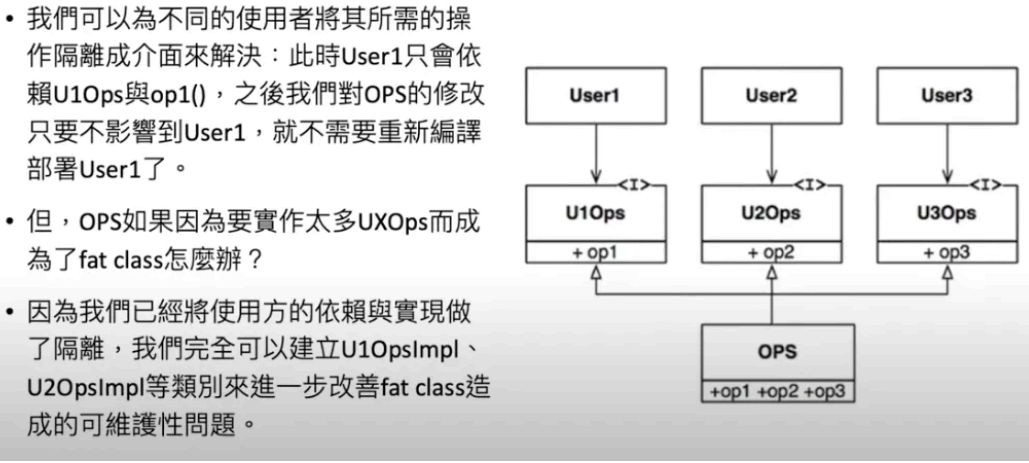 • 我們可以為不同的使用者將其所需的操
作隔離成介面來解決：此時User1只會依
賴U1Ops與op1()，之後我們對OPS的修改
只要不影響到User1，就不需要重新編譯
部署User1了。
• 但，OPS如果因為要實作太多UXOps而成
為了fat class怎麼辦？
• 因為我們已經將使用方的依賴與實現做
了隔離，我們完全可以建立U1OpsImpl、
U2OpsImpl等類別來進一步改善fat class造
成的可維護性問題。
User1 User2 User3
<I> <I> <I>
U1Ops U2Ops U3Ops
+ op1 + op2 + op3
OPS
+op1 +op2 +op3